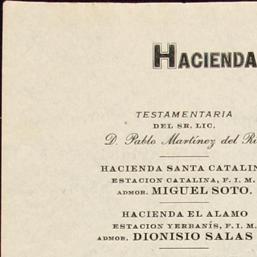 HACIENDA
TESTAMENTARIA
DEL SR. LIC.
D. Pablo Martínez del Rí
HACIENDA SANTA CATALIN
ESTACION CATALINA, F. I. M.
ADMOR. MIGUEL SOTO.
HACIENDA EL ALAMO
ESTACION YERBANÍS, F. I. M.
ADMOR. DIONISIO SALAS